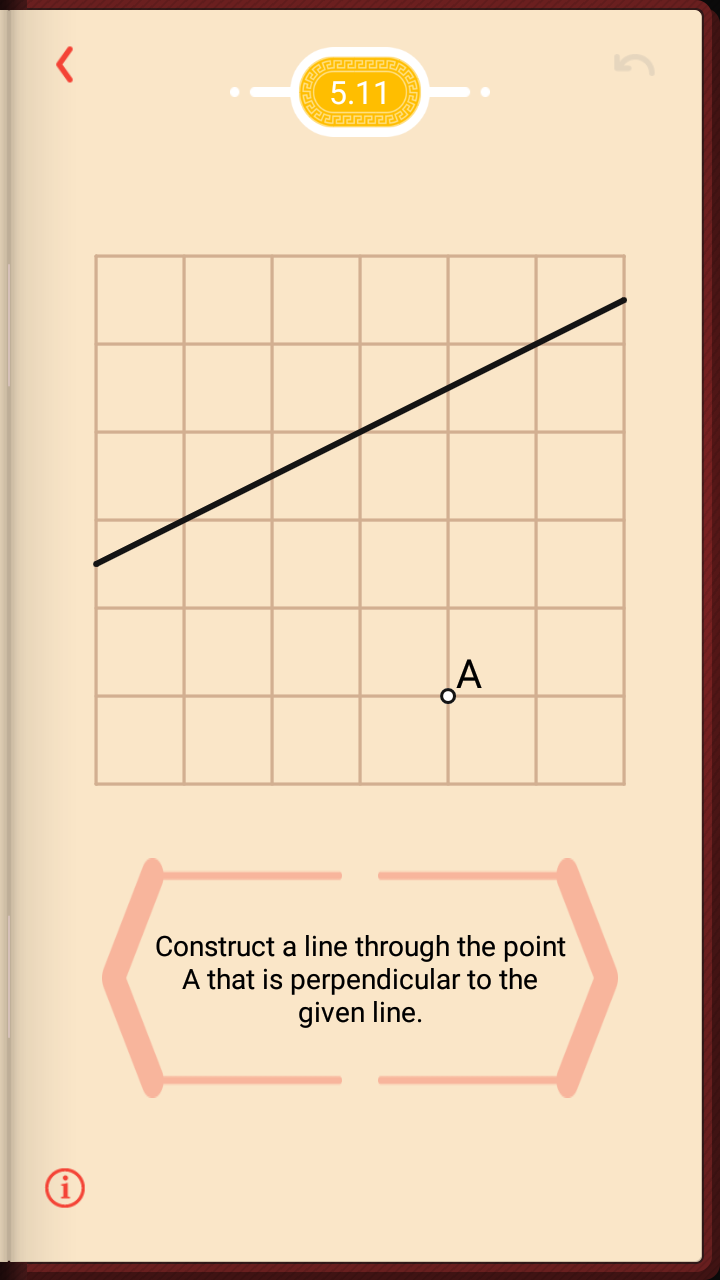 5.11
A
Construct a line through the point
A that is perpendicular to the
given line.
i